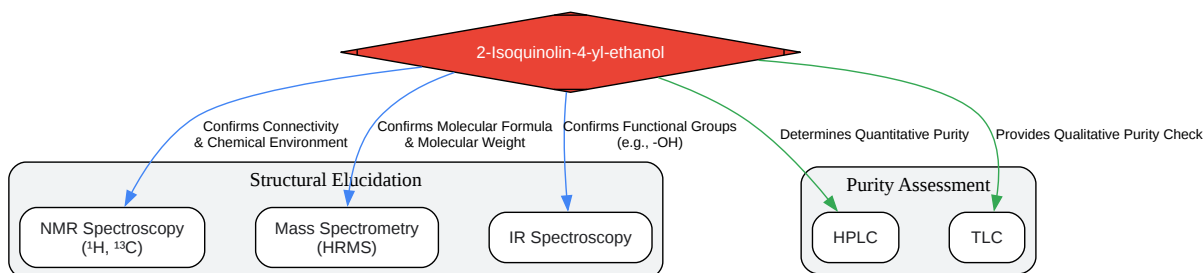 2-Isoquinolin-4-yl-ethanol
Confirms Connectivity
& Chemical Environment
Confirms Molecular Formula
& Molecular Weight
Confirms Functional Groups
(e.g., -OH)
Determines Quantitative Purity
Provides Qualitative Purity Check
Structural Elucidation
Purity Assessment
NMR Spectroscopy
(¹H, ¹³C)
Mass Spectrometry
(HRMS)
IR Spectroscopy
HPLC
TLC